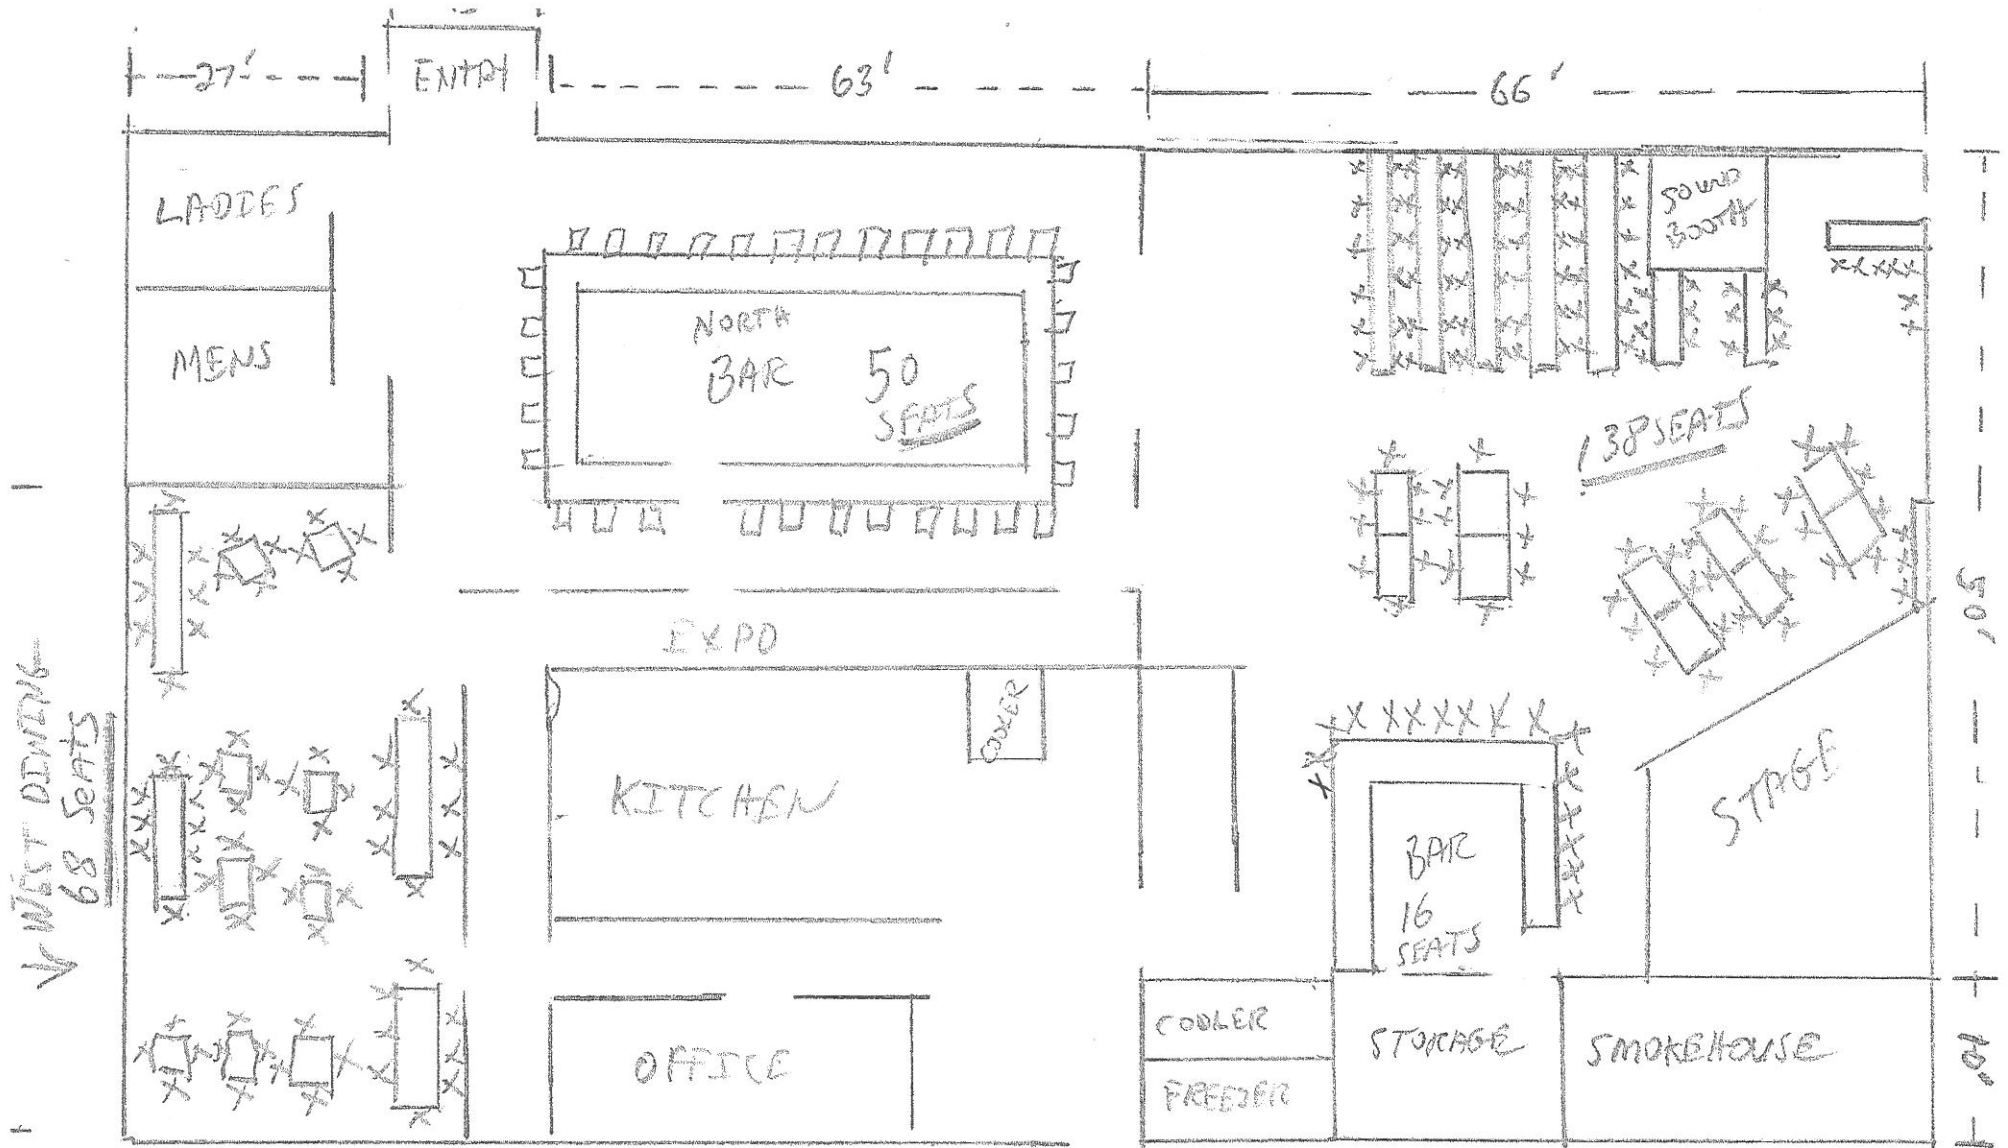 27'
ENTRY
63'
66'
LADIES
MENS
NORTH
BAR
50
SEATS
SOUND
BOOTH
138 SEATS
50'
EXPO
COOLER
KITCHEN
WEST DINING
68 SEATS
BAR
16
SEATS
STAGE
OFFICE
COOLER
FREEZER
STORAGE
SMOKEHOUSE